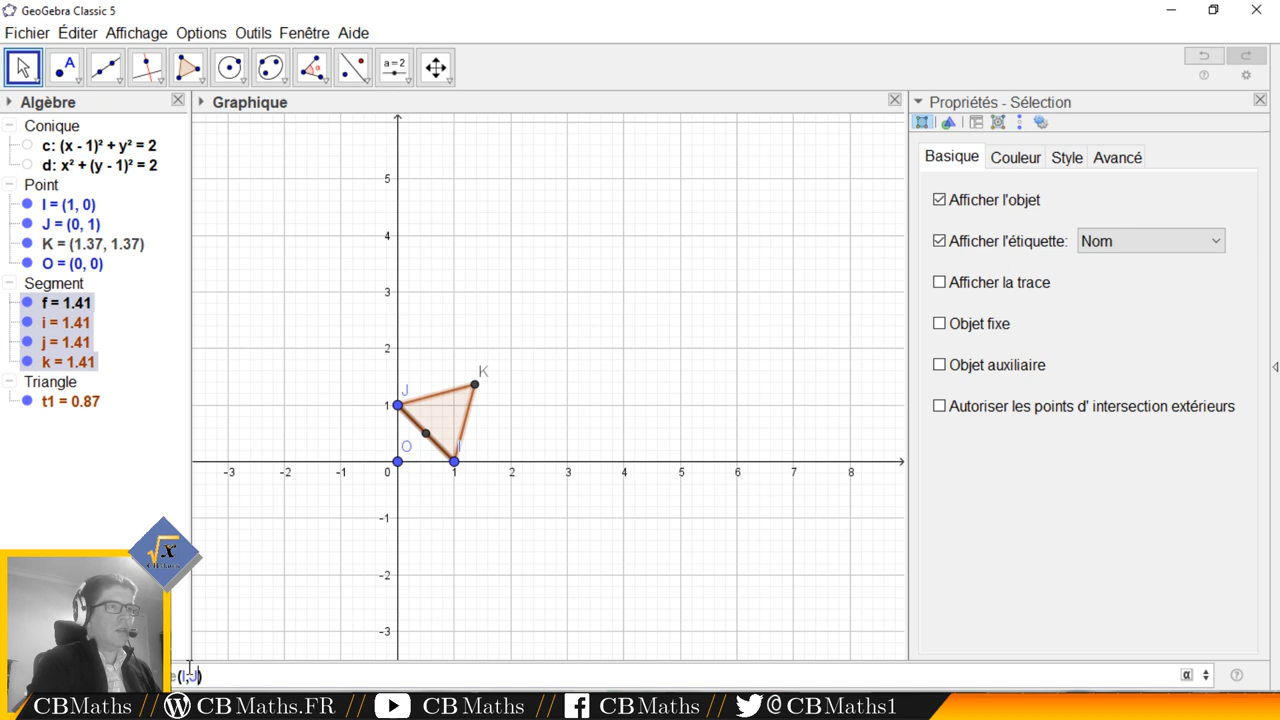 GeoGebra Classic 5
Fichier Éditer Affichage Options Outils Fenêtre Aide
A
α
a=2
Algèbre
Graphique
Propriétés - Sélection
Conique
c: (x - 1)² + y² = 2
d: x² + (y - 1)² = 2
Point
I = (1, 0)
J = (0, 1)
K = (1.37, 1.37)
O = (0, 0)
Segment
f = 1.41
i = 1.41
j = 1.41
k = 1.41
Triangle
t1 = 0.87
Basique Couleur Style Avancé
Afficher l'objet
Afficher l'étiquette: Nom
Afficher la trace
Objet fixe
Objet auxiliaire
Autoriser les points d' intersection extérieurs
5
4
3
2
K
J
1
O
I
-3 -2 -1 0 1 2 3 4 5 6 7 8
-1
-2
-3
√x
α
CBMaths // CBMaths.FR // CBMaths // CBMaths // @CBMaths1